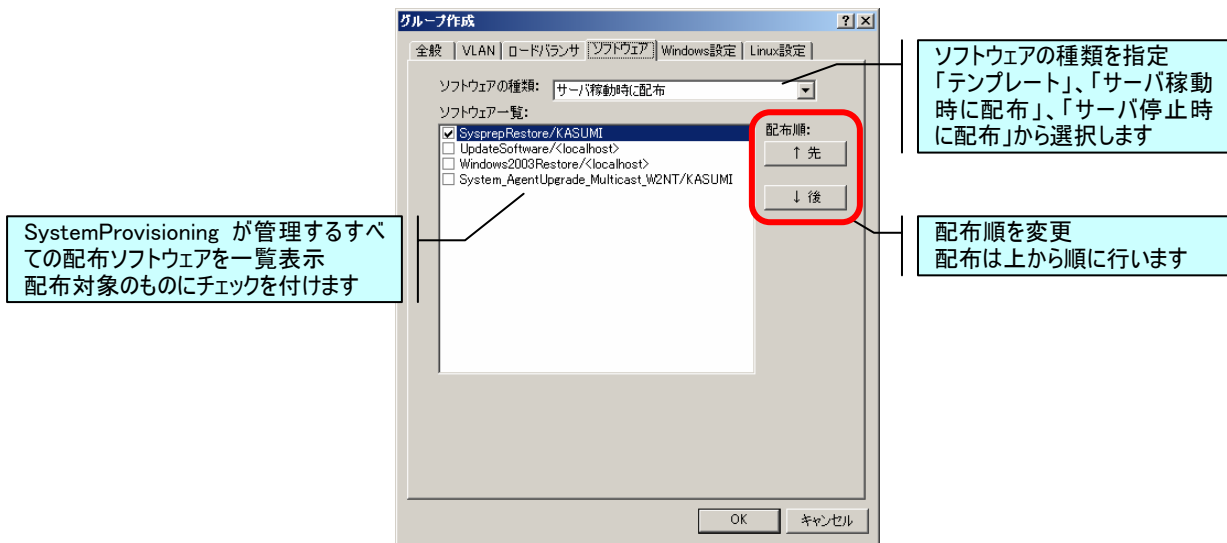 グループ作成
全般 VLAN ロードバランサ ソフトウェア Windows設定 Linux設定
ソフトウェアの種類: サーバ稼動時に配布
ソフトウェア一覧:
SysprepRestore/KASUMI
UpdateSoftware/<localhost>
Windows2003Restore/<localhost>
System_AgentUpgrade_Multicast_W2NT/KASUMI
配布順:
↑ 先
↓ 後
OK キャンセル
ソフトウェアの種類を指定
「テンプレート」、「サーバ稼動
時に配布」、「サーバ停止時
に配布」から選択します
配布順を変更
配布は上から順に行います
SystemProvisioning が管理するすべ
ての配布ソフトウェアを一覧表示
配布対象のものにチェックを付けます